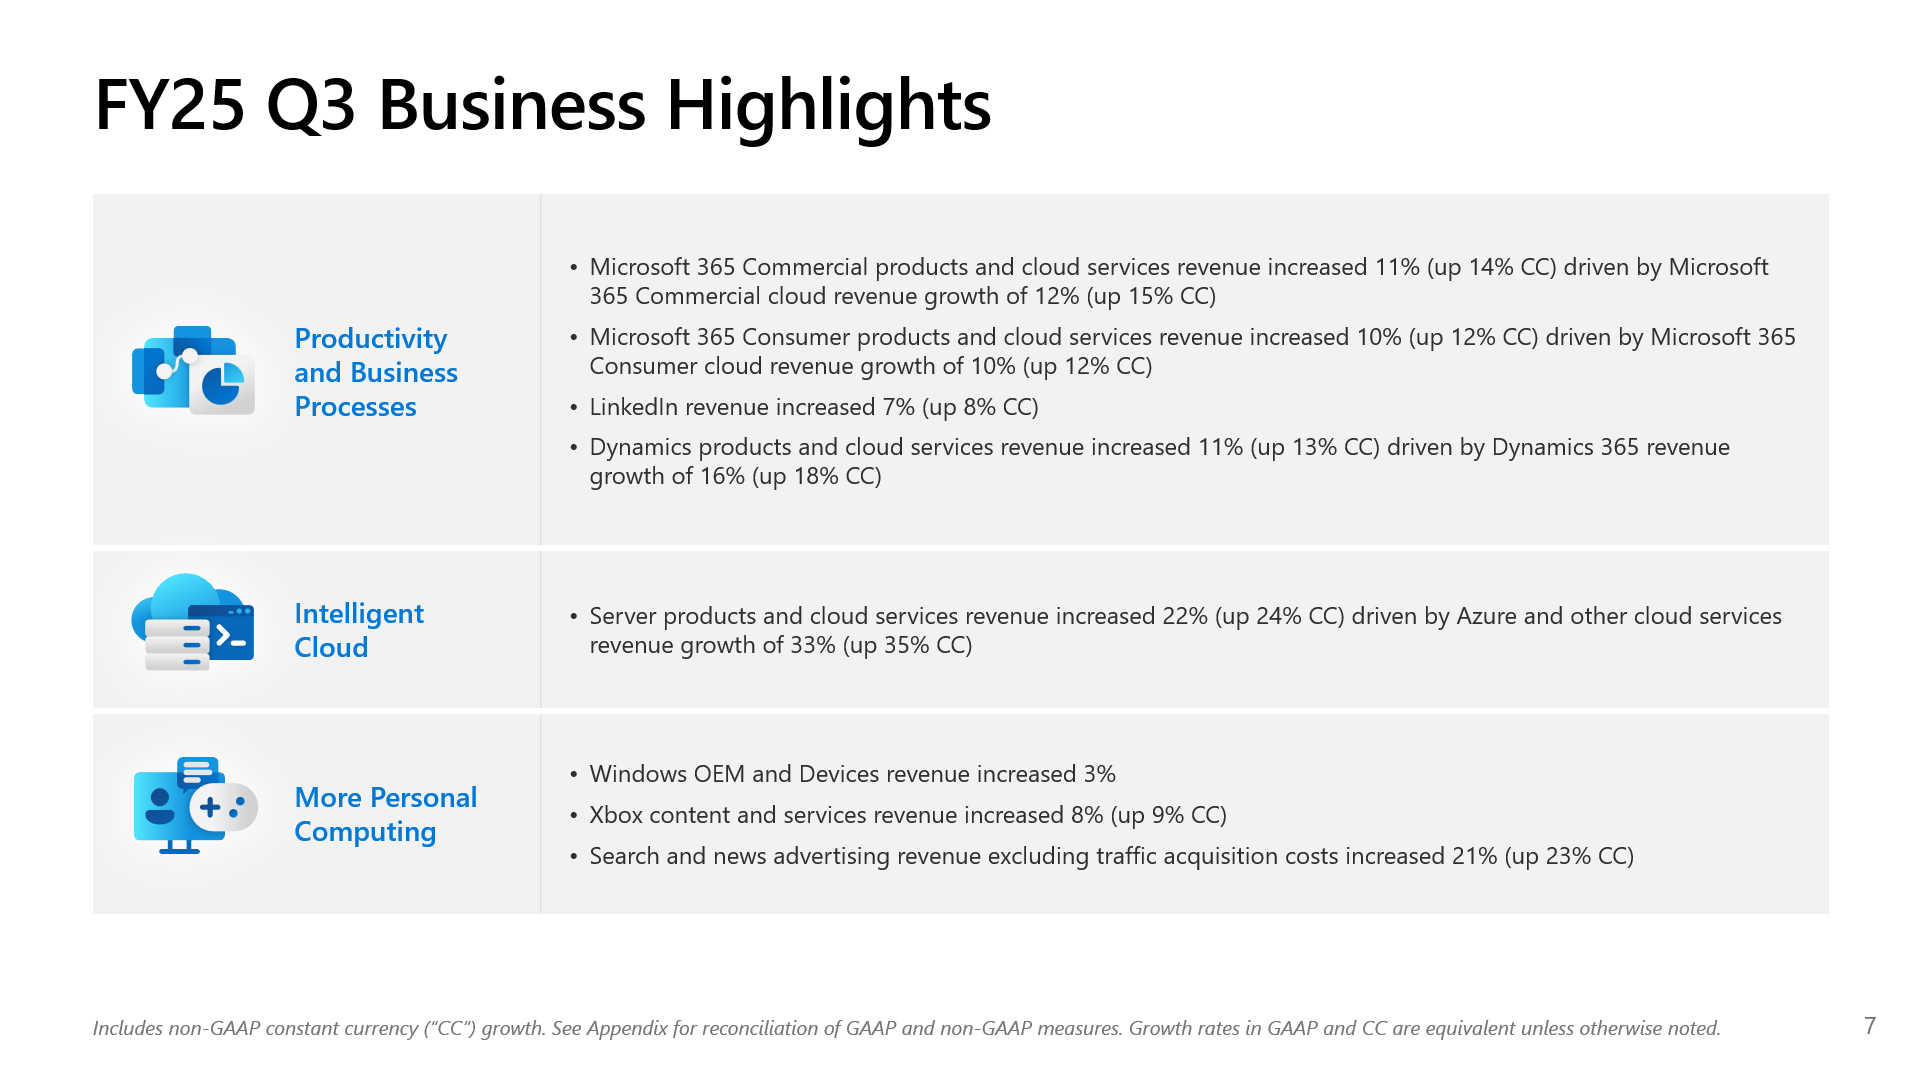 FY25 Q3 Business Highlights
Productivity
and Business
Processes
• Microsoft 365 Commercial products and cloud services revenue increased 11% (up 14% CC) driven by Microsoft
365 Commercial cloud revenue growth of 12% (up 15% CC)
• Microsoft 365 Consumer products and cloud services revenue increased 10% (up 12% CC) driven by Microsoft 365
Consumer cloud revenue growth of 10% (up 12% CC)
• LinkedIn revenue increased 7% (up 8% CC)
• Dynamics products and cloud services revenue increased 11% (up 13% CC) driven by Dynamics 365 revenue
growth of 16% (up 18% CC)
Intelligent
Cloud
• Server products and cloud services revenue increased 22% (up 24% CC) driven by Azure and other cloud services
revenue growth of 33% (up 35% CC)
More Personal
Computing
• Windows OEM and Devices revenue increased 3%
• Xbox content and services revenue increased 8% (up 9% CC)
• Search and news advertising revenue excluding traffic acquisition costs increased 21% (up 23% CC)
Includes non-GAAP constant currency (“CC”) growth. See Appendix for reconciliation of GAAP and non-GAAP measures. Growth rates in GAAP and CC are equivalent unless otherwise noted.
7